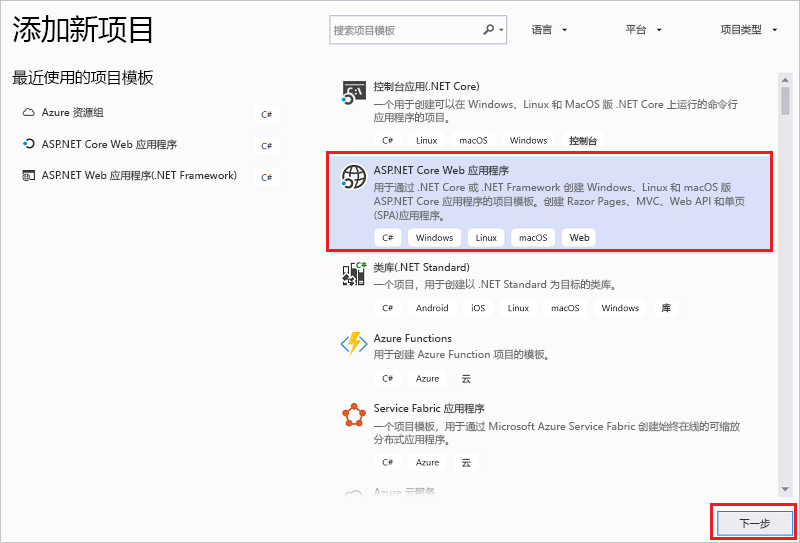 添加新项目
搜索项目模板
语言
平台
项目类型
最近使用的项目模板
Azure 资源组 C#
ASP.NET Core Web 应用程序 C#
ASP.NET Web 应用程序(.NET Framework) C#
控制台应用(.NET Core)
一个用于创建可以在 Windows、Linux 和 MacOS 版 .NET Core 上运行的命令行
应用程序的项目。
C# Linux macOS Windows 控制台
ASP.NET Core Web 应用程序
用于通过 .NET Core 或 .NET Framework 创建 Windows、Linux 和 macOS 版
ASP.NET Core 应用程序的项目模板。创建 Razor Pages、MVC、Web API 和单页
(SPA)应用程序。
C# Windows Linux macOS Web
类库(.NET Standard)
一个项目，用于创建以 .NET Standard 为目标的类库。
C# Android iOS Linux macOS Windows 库
Azure Functions
用于创建 Azure Function 项目的模板。
C# Azure 云
Service Fabric 应用程序
一个项目模板，用于通过 Microsoft Azure Service Fabric 创建始终在线的可缩放
分布式应用程序。
C# Azure 云
Azure 云服务
下一步